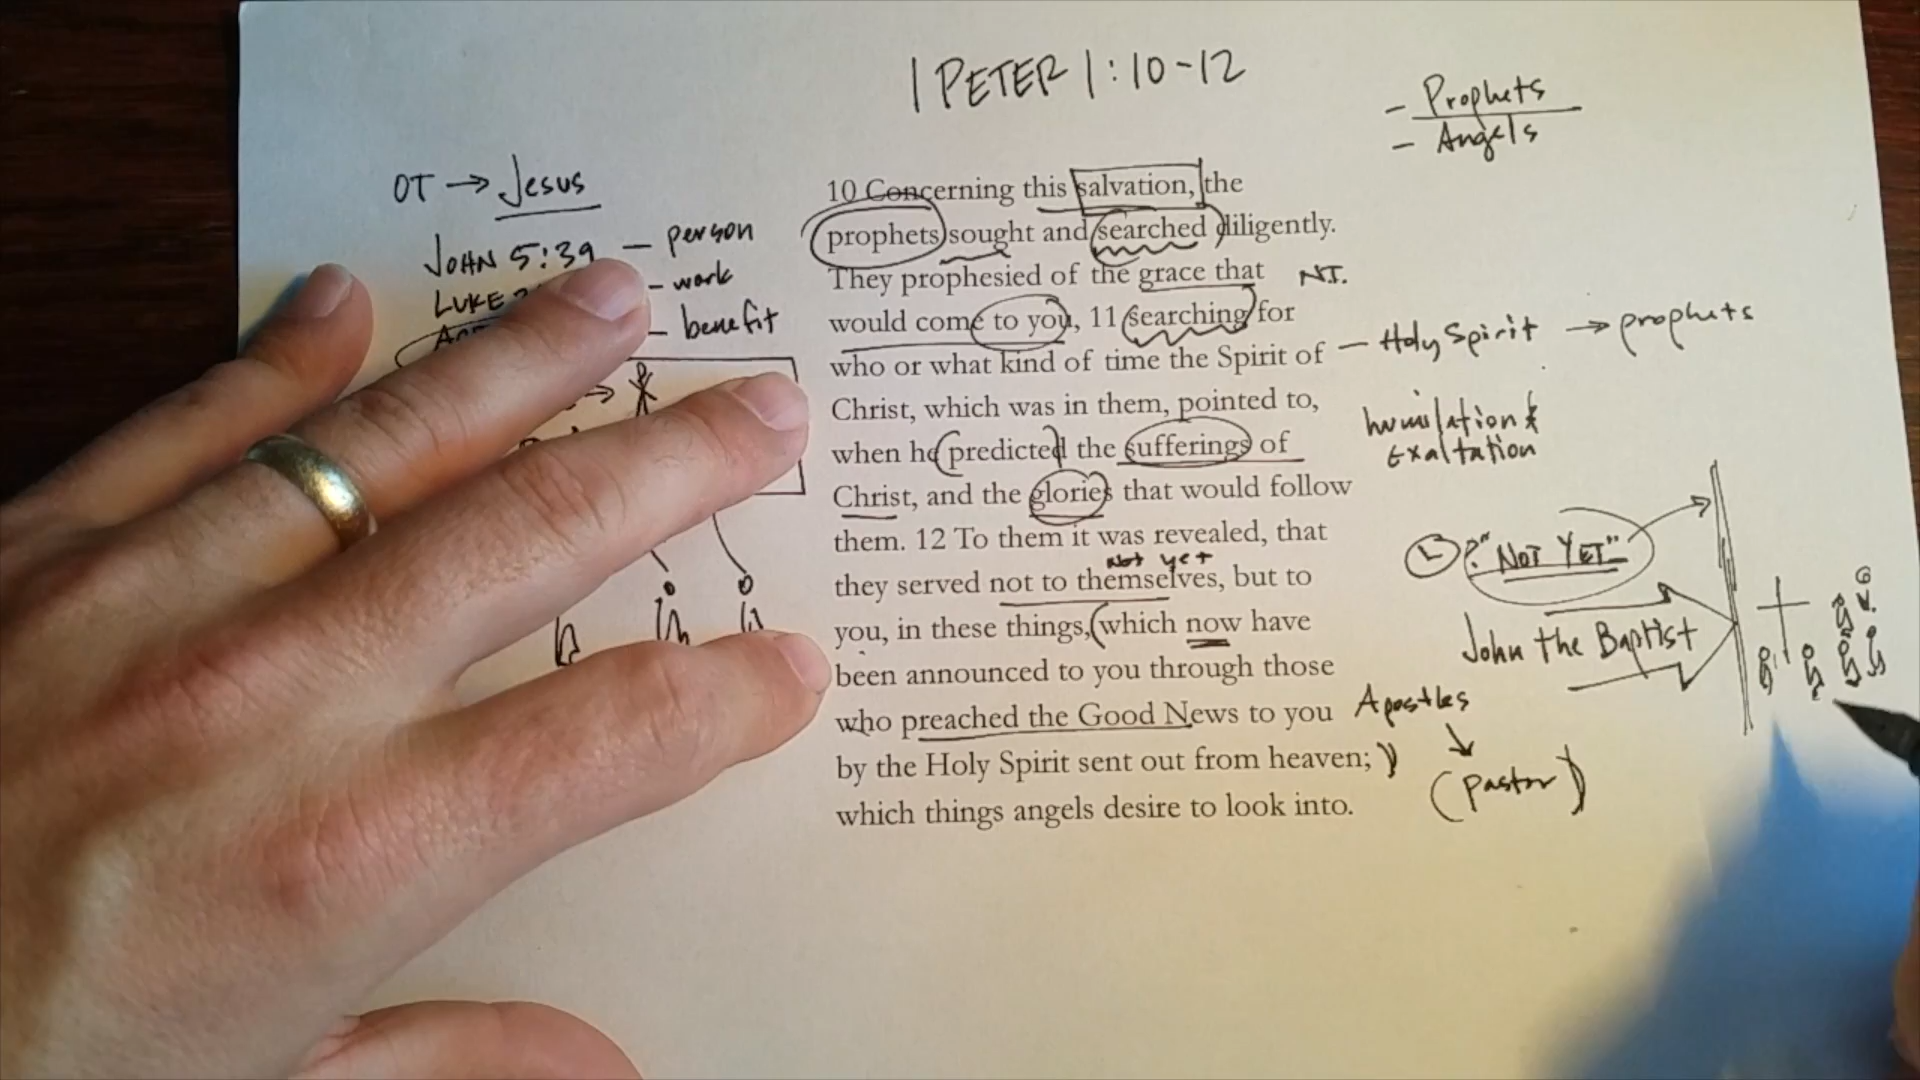 1 PETER 1:10-12
- Prophets
- Angels
OT → Jesus
JOHN 5:39 - person
LUKE - work
- benefit
10 Concerning this salvation, the
prophets sought and searched diligently.
They prophesied of the grace that N.T.
would come to you, 11 searching for
who or what kind of time the Spirit of - Holy Spirit → prophets
Christ, which was in them, pointed to,
humilation &
exaltation
when he predicted the sufferings of
Christ, and the glories that would follow
them. 12 To them it was revealed, that
not yet
they served not to themselves, but to
you, in these things, (which now have
been announced to you through those
who preached the Good News to you Apostles
by the Holy Spirit sent out from heaven;)
(pastor)
which things angels desire to look into.
L ? "NOT YET"
John the Baptist